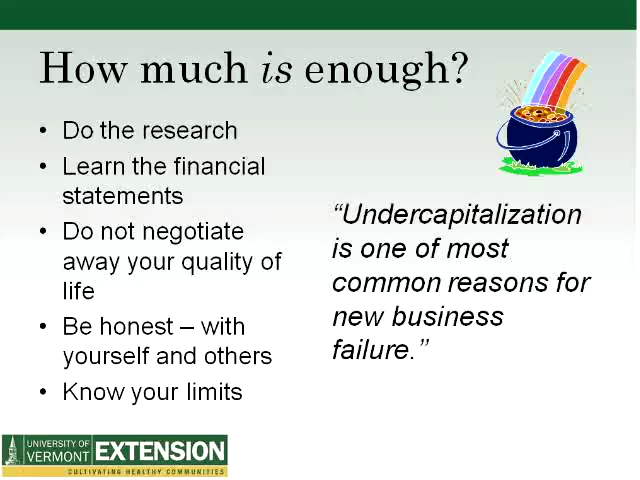 How much is enough?
• Do the research
• Learn the financial
statements
• Do not negotiate
away your quality of
life
• Be honest – with
yourself and others
• Know your limits
“Undercapitalization
is one of most
common reasons for
new business
failure.”
UNIVERSITY OF
VERMONT EXTENSION
CULTIVATING HEALTHY COMMUNITIES